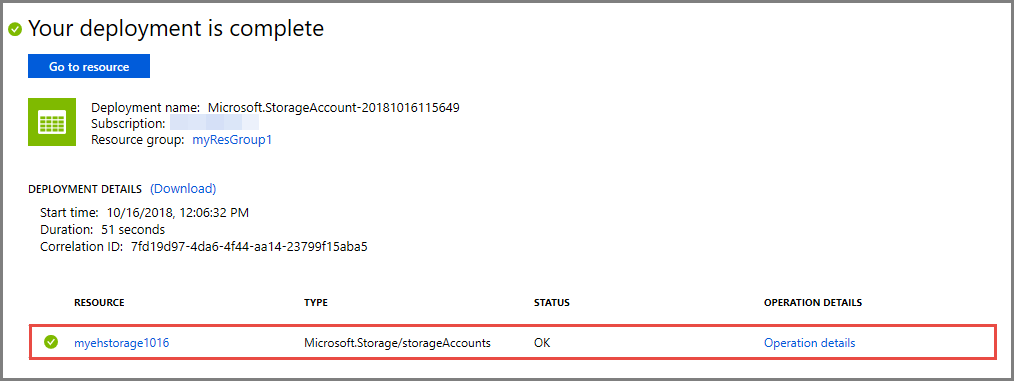 Your deployment is complete
Go to resource
Deployment name: Microsoft.StorageAccount-20181016115649
Subscription:
Resource group: myResGroup1
DEPLOYMENT DETAILS (Download)
Start time: 10/16/2018, 12:06:32 PM
Duration: 51 seconds
Correlation ID: 7fd19d97-4da6-4f44-aa14-23799f15aba5
RESOURCE TYPE STATUS OPERATION DETAILS
myehstorage1016 Microsoft.Storage/storageAccounts OK Operation details